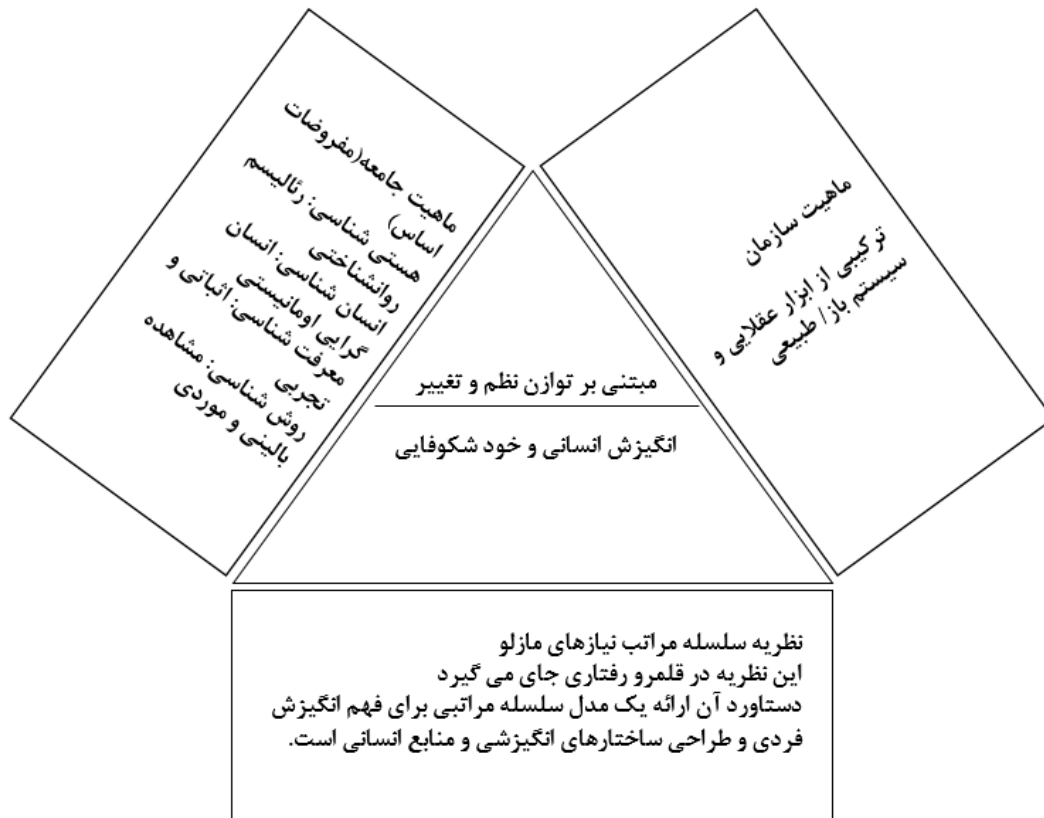 ماهیت جامعه(مفروضات
اساس)
هستی شناسی: رئالیسم
روانشناختی
انسان شناسی: انسان
گرایی اومانیستی
معرفت شناسی: اثباتی و
تجربی
روش شناسی: مشاهده
بالینی و موردی
ماهیت سازمان
ترکیبی از ابزار عقلایی و
سیستم باز/ طبیعی
مبتنی بر توازن نظم و تغییر
انگیزش انسانی و خود شکوفایی
نظریه سلسله مراتب نیازهای مازلو
این نظریه در قلمرو رفتاری جای می گیرد
دستاورد آن ارائه یک مدل سلسله مراتبی برای فهم انگیزش
فردی و طراحی ساختارهای انگیزشی و منابع انسانی است.